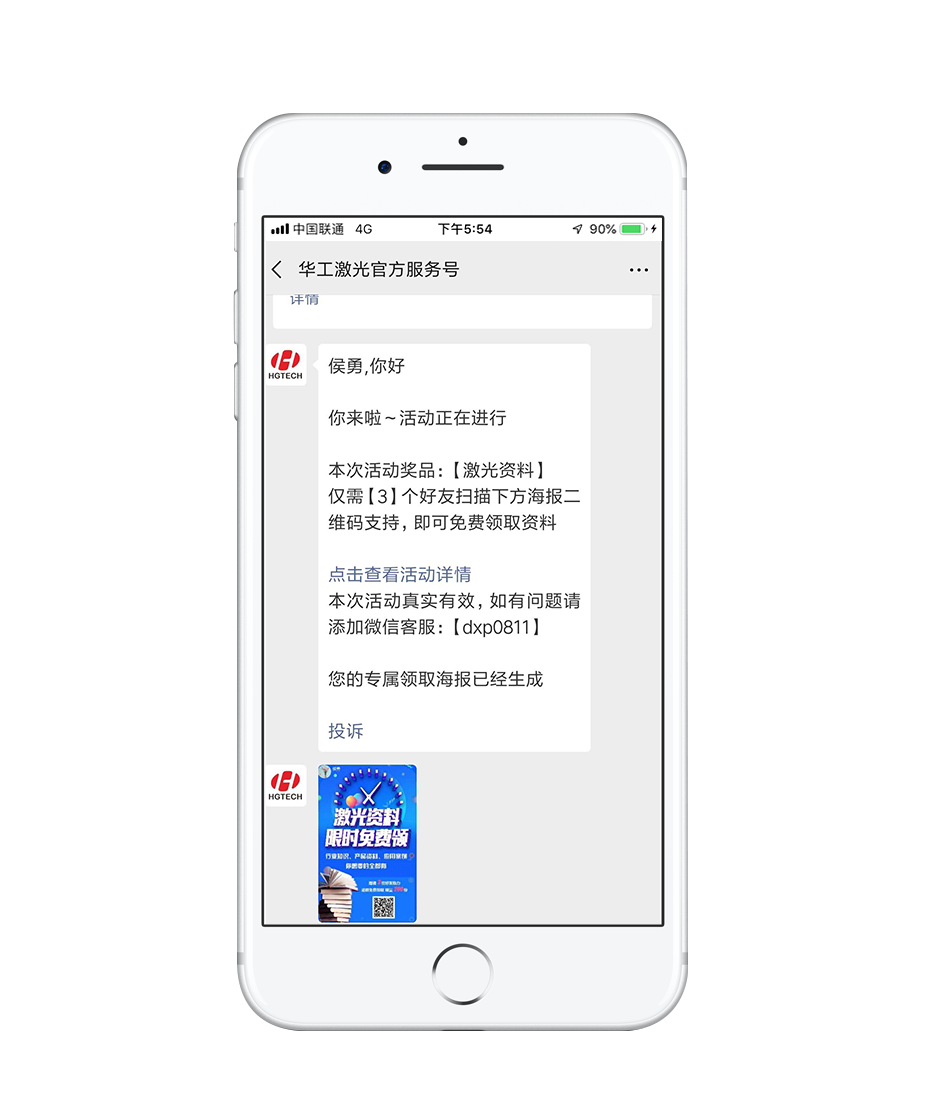 中国联通 4G 下午5:54 90%
华工激光官方服务号
详情
HGTECH
侯勇,你好
你来啦~活动正在进行
本次活动奖品:【激光资料】
仅需【3】个好友扫描下方海报二
维码支持,即可免费领取资料
点击查看活动详情
本次活动真实有效,如有问题请
添加微信客服:【dxp0811】
您的专属领取海报已经生成
投诉
HGTECH
激光资料
限时免费领
行业知识、产品资料、应用案例
你想要的全都有